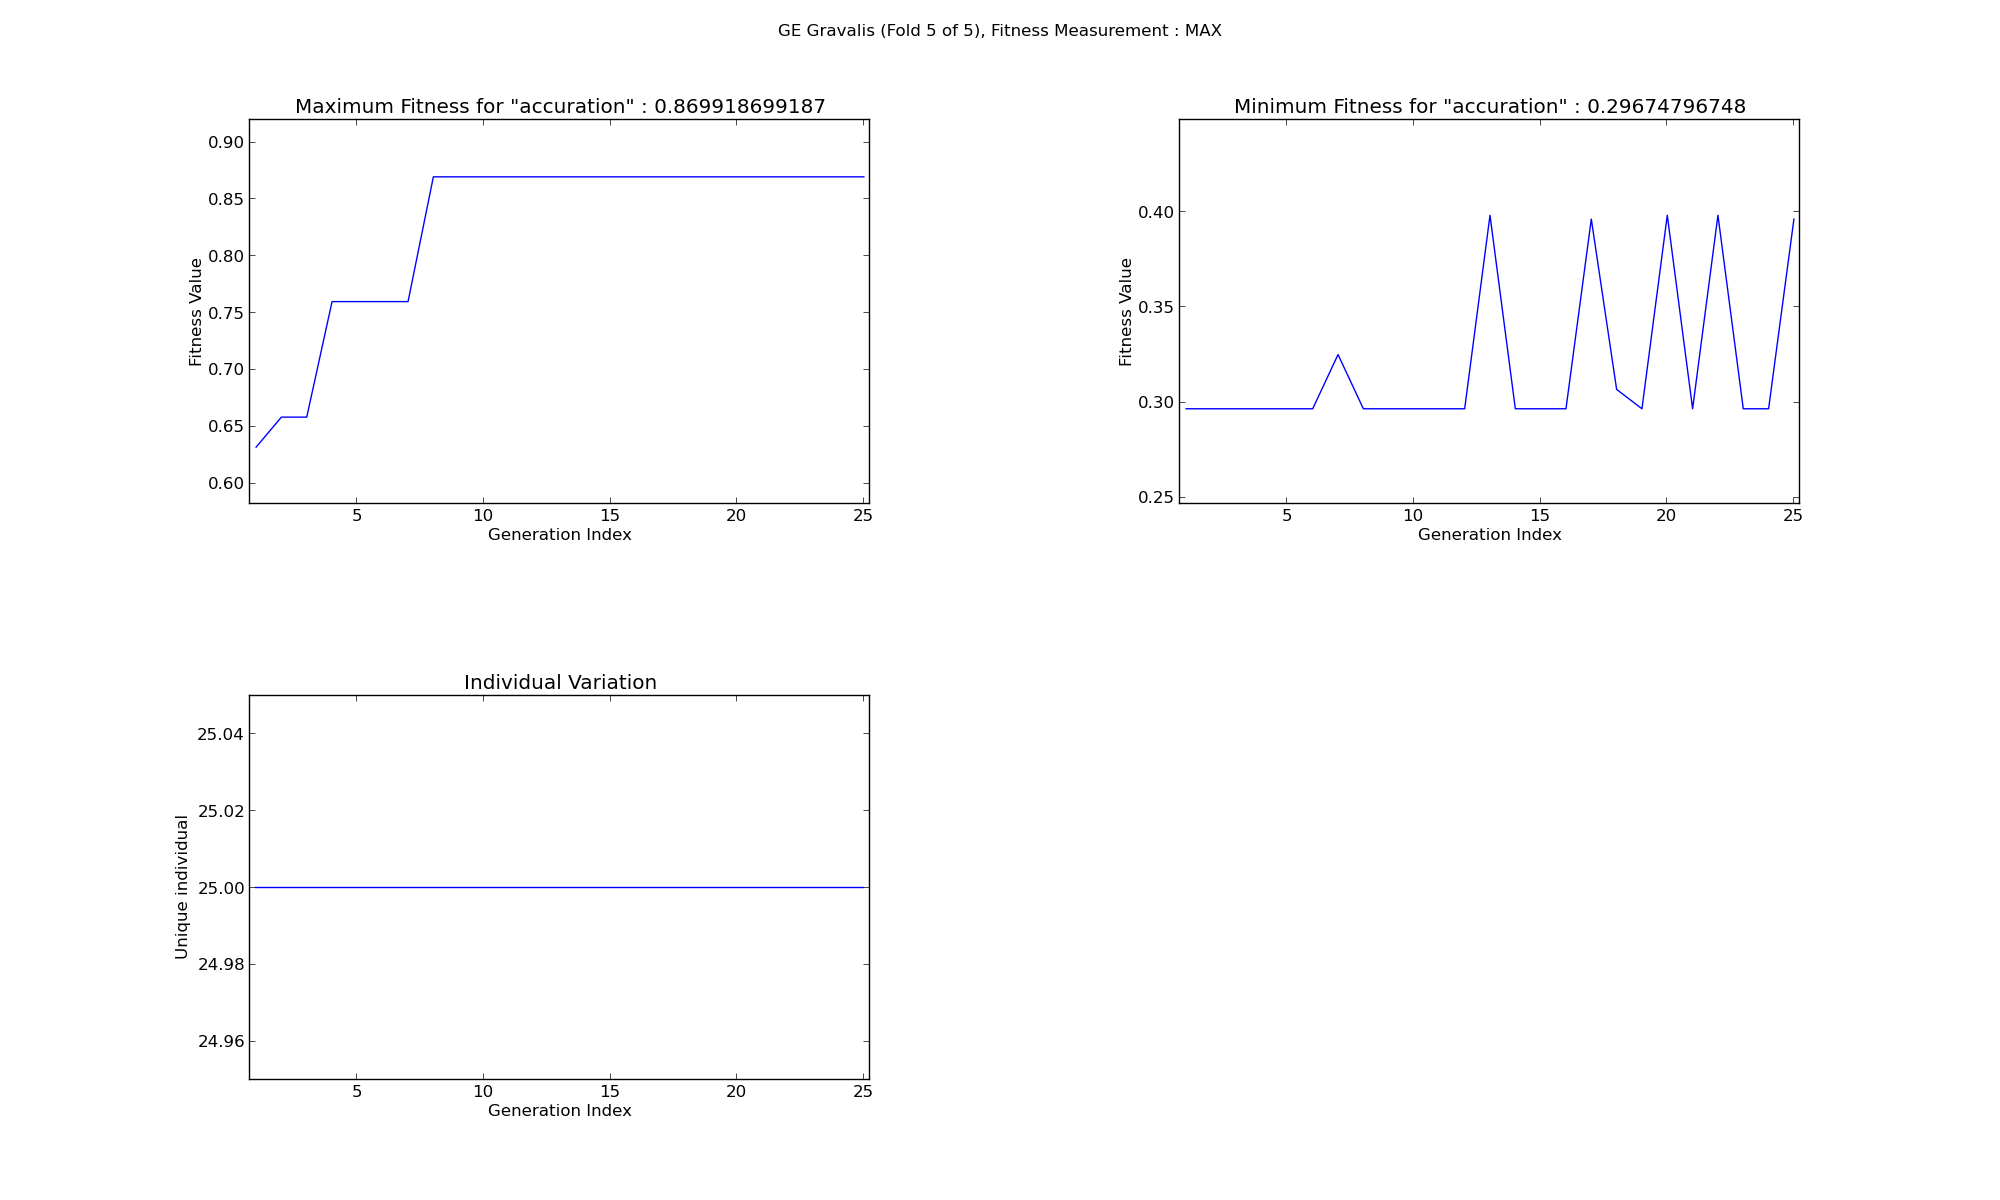 GE Gravalis (Fold 5 of 5), Fitness Measurement : MAX
Maximum Fitness for "accuration" : 0.869918699187
0.90
0.85
0.80
0.75
0.70
0.65
0.60
Fitness Value
5 10 15 20 25
Generation Index
Minimum Fitness for "accuration" : 0.29674796748
0.40
0.35
0.30
0.25
Fitness Value
5 10 15 20 25
Generation Index
Individual Variation
25.04
25.02
25.00
24.98
24.96
Unique individual
5 10 15 20 25
Generation Index